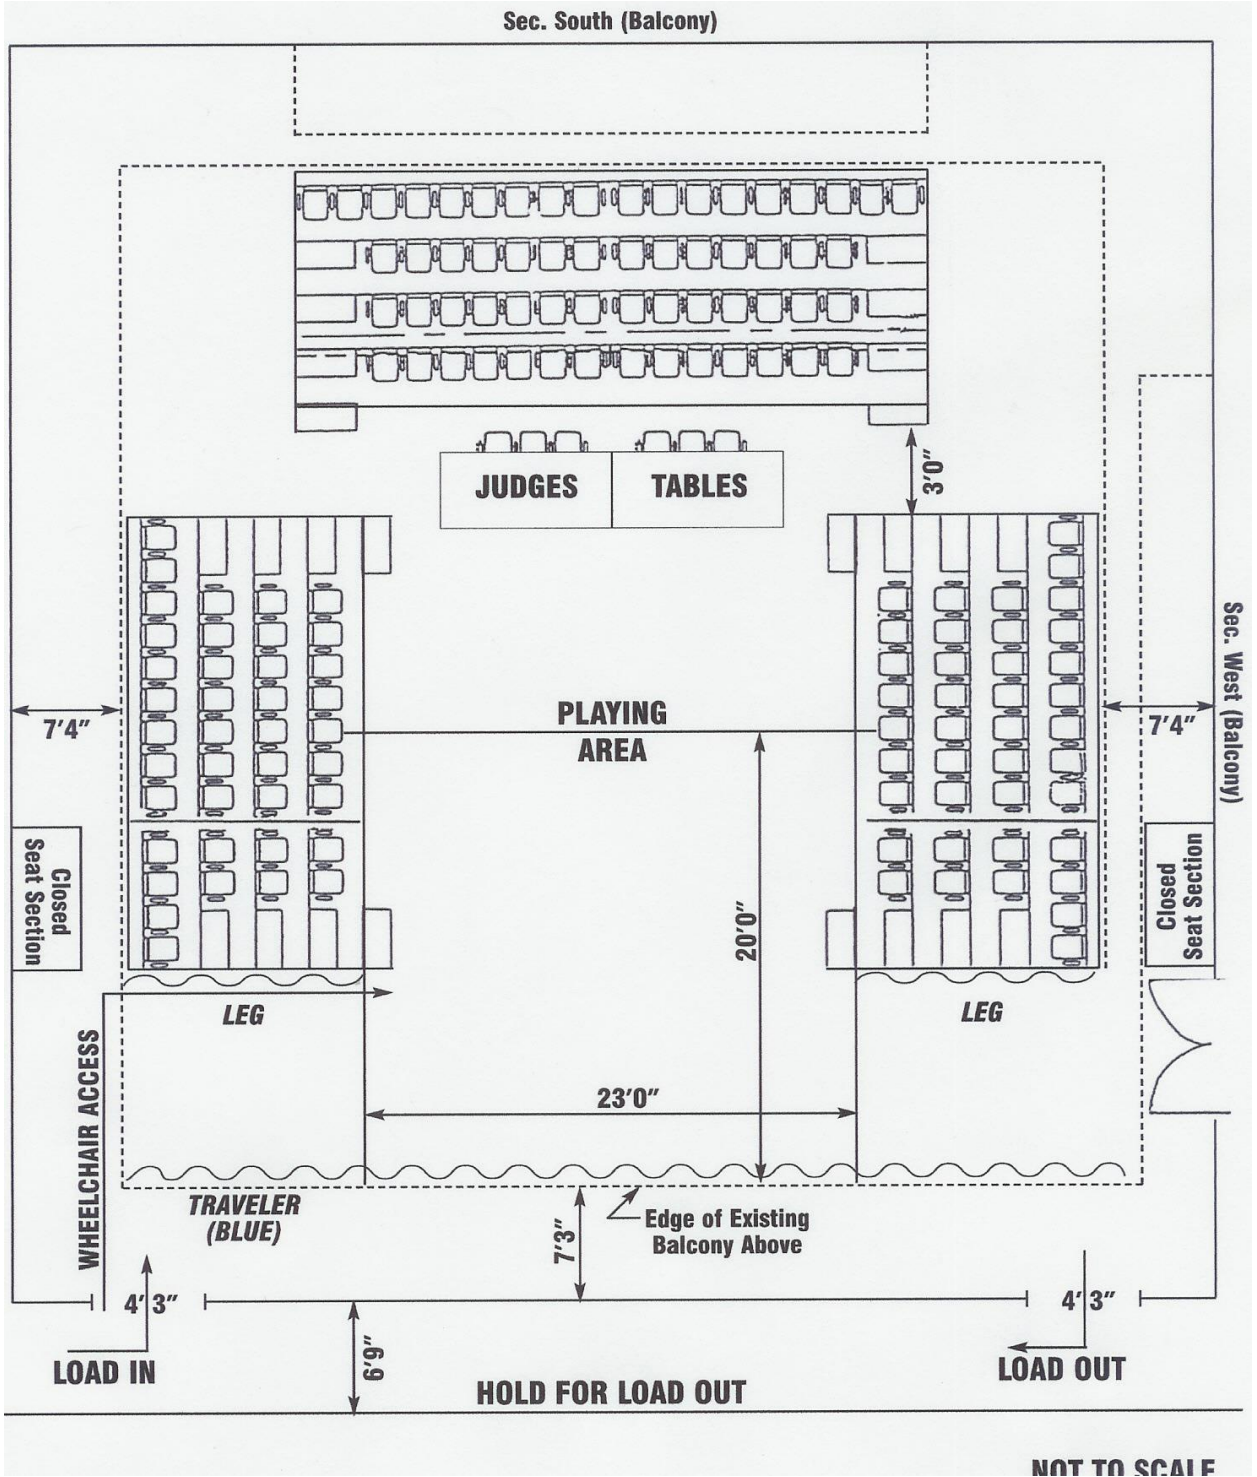 Sec. South (Balcony)
JUDGES
TABLES
3'0"
Sec. West (Balcony)
7'4"
PLAYING
AREA
7'4"
Closed
Seat Section
Closed
Seat Section
20'0"
LEG
LEG
WHEELCHAIR ACCESS
23'0"
TRAVELER
(BLUE)
7'3"
Edge of Existing
Balcony Above
4'3"
4'3"
LOAD IN
6'9"
LOAD OUT
HOLD FOR LOAD OUT
NOT TO SCALE